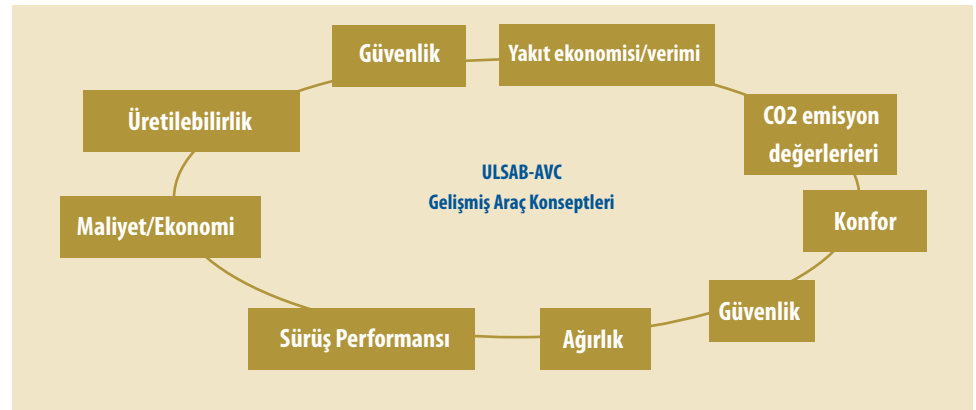 Güvenlik
Yakıt ekonomisi/verimi
Üretilebilirlik
CO2 emisyon
değerlerieri
ULSAB-AVC
Gelişmiş Araç Konseptleri
Maliyet/Ekonomi
Konfor
Güvenlik
Sürüş Performansı
Ağırlık